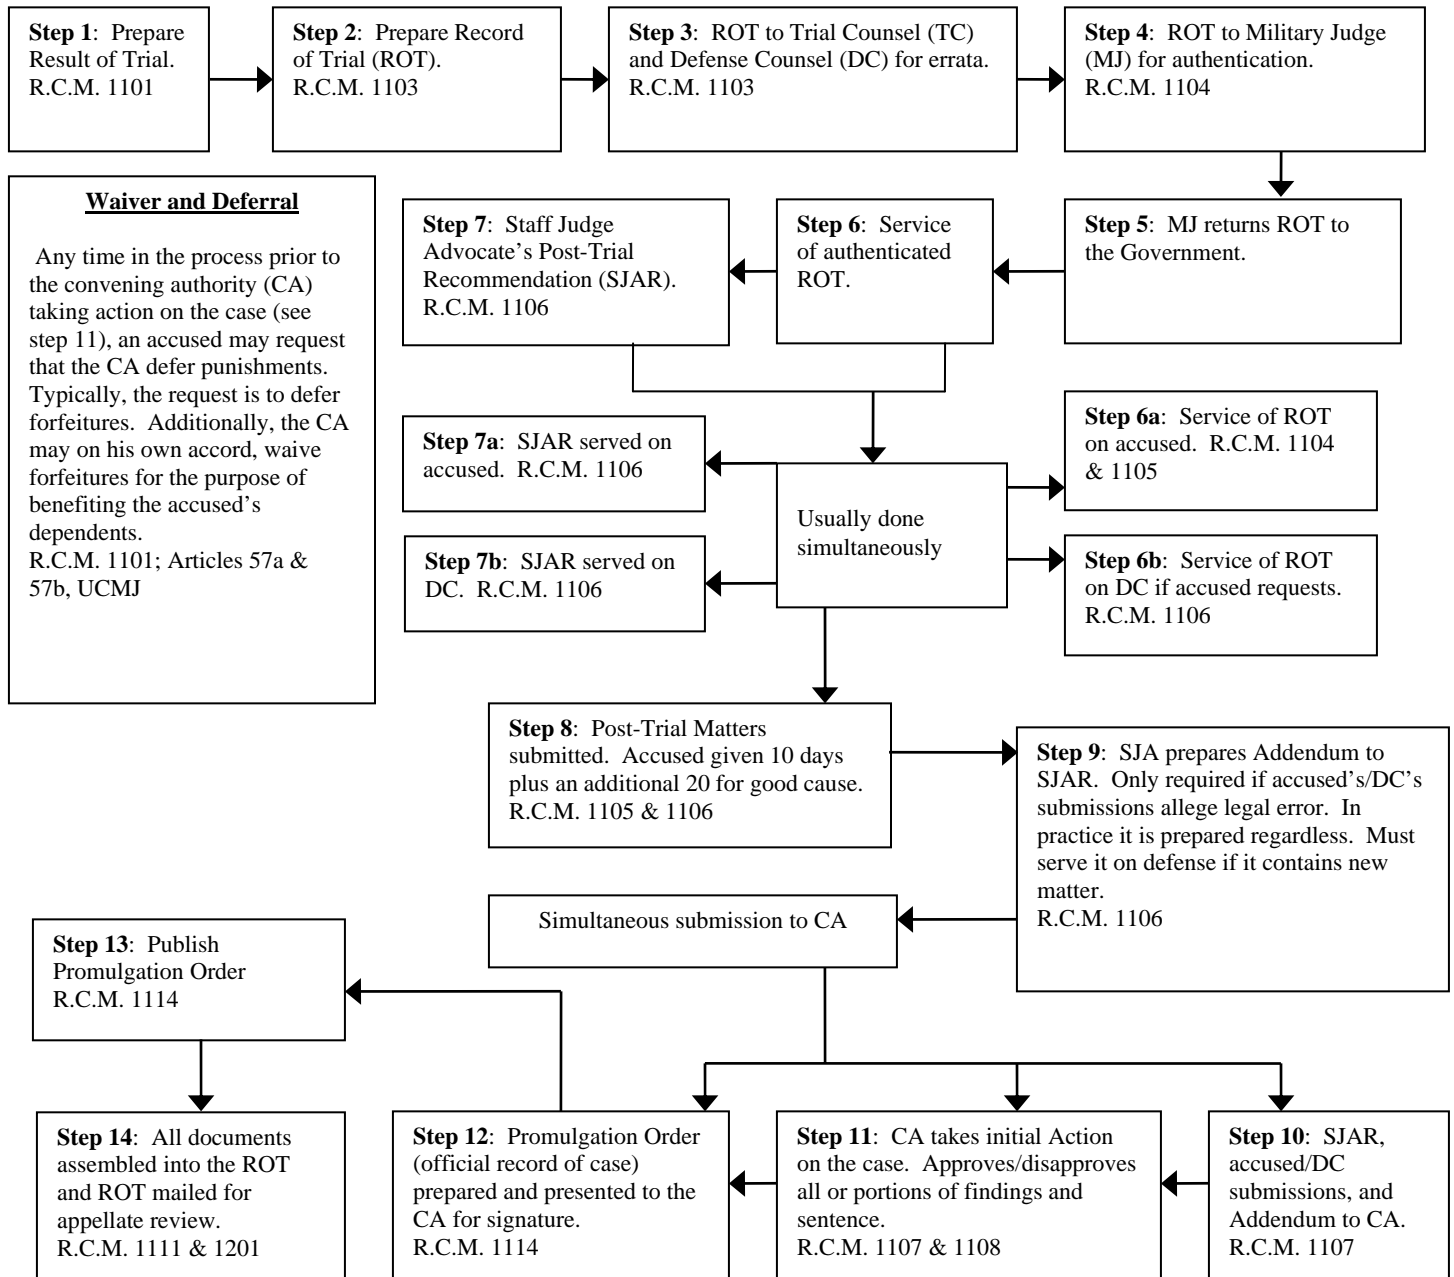 Step 1: Prepare
Result of Trial.
R.C.M. 1101
Step 2: Prepare Record
of Trial (ROT).
R.C.M. 1103
Step 3: ROT to Trial Counsel (TC)
and Defense Counsel (DC) for errata.
R.C.M. 1103
Step 4: ROT to Military Judge
(MJ) for authentication.
R.C.M. 1104
Waiver and Deferral
Any time in the process prior to
the convening authority (CA)
taking action on the case (see
step 11), an accused may request
that the CA defer punishments.
Typically, the request is to defer
forfeitures. Additionally, the CA
may on his own accord, waive
forfeitures for the purpose of
benefiting the accused's
dependents.
R.C.M. 1101; Articles 57a &
57b, UCMJ
Step 5: MJ returns ROT to
the Government.
Step 6: Service
of authenticated
ROT.
Step 7: Staff Judge
Advocate's Post-Trial
Recommendation (SJAR).
R.C.M. 1106
Usually done
simultaneously
Step 6a: Service of ROT
on accused. R.C.M. 1104
& 1105
Step 6b: Service of ROT
on DC if accused requests.
R.C.M. 1106
Step 7a: SJAR served on
accused. R.C.M. 1106
Step 7b: SJAR served on
DC. R.C.M. 1106
Step 8: Post-Trial Matters
submitted. Accused given 10 days
plus an additional 20 for good cause.
R.C.M. 1105 & 1106
Step 9: SJA prepares Addendum to
SJAR. Only required if accused's/DC's
submissions allege legal error. In
practice it is prepared regardless. Must
serve it on defense if it contains new
matter.
R.C.M. 1106
Simultaneous submission to CA
Step 10: SJAR,
accused/DC
submissions, and
Addendum to CA.
R.C.M. 1107
Step 11: CA takes initial Action
on the case. Approves/disapproves
all or portions of findings and
sentence.
R.C.M. 1107 & 1108
Step 12: Promulgation Order
(official record of case)
prepared and presented to the
CA for signature.
R.C.M. 1114
Step 13: Publish
Promulgation Order
R.C.M. 1114
Step 14: All documents
assembled into the ROT
and ROT mailed for
appellate review.
R.C.M. 1111 & 1201